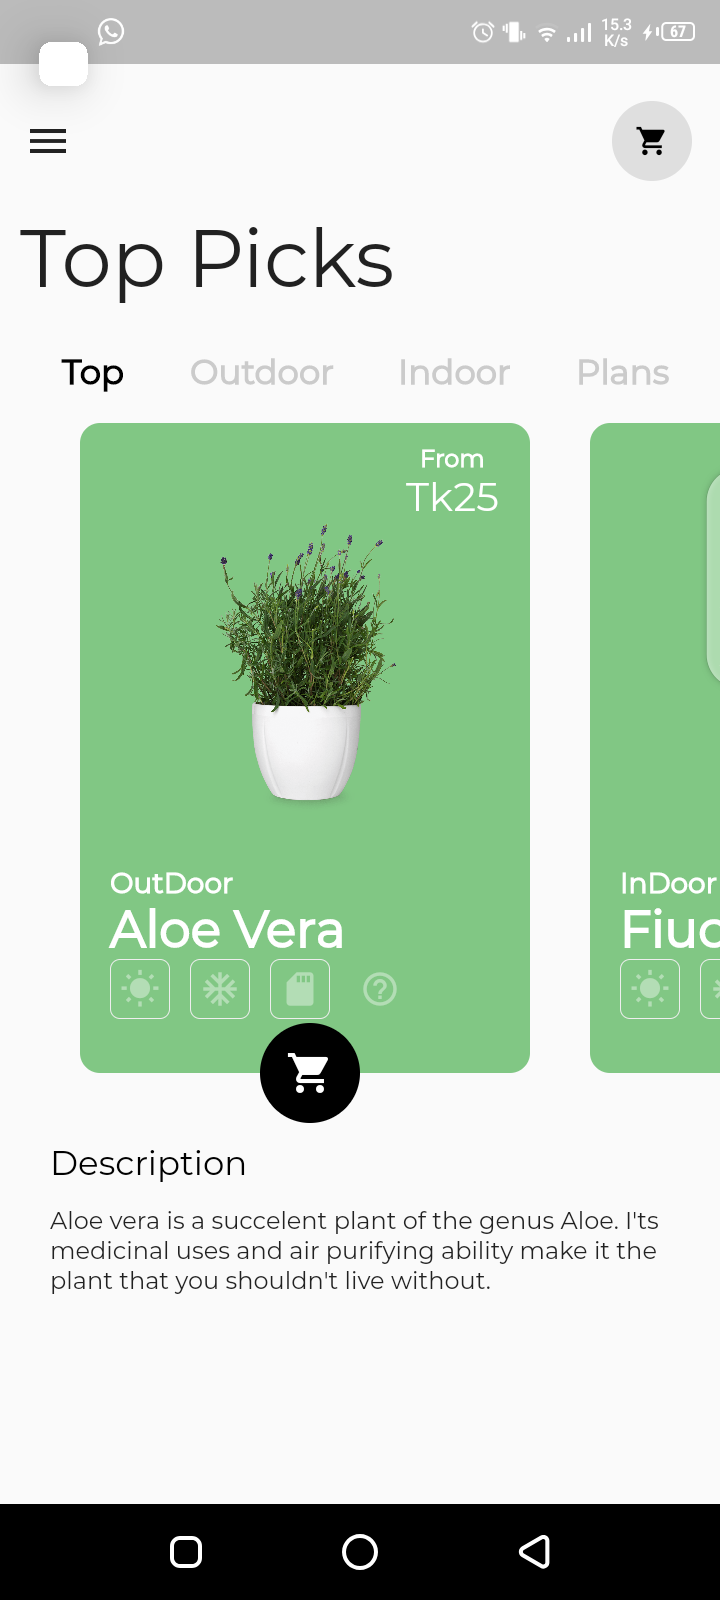 15.3
K/s
67
Top Picks
Top Outdoor Indoor Plans
From
Tk25
OutDoor
Aloe Vera
InDoor
Description
Aloe vera is a succelent plant of the genus Aloe. I'ts
medicinal uses and air purifying ability make it the
plant that you shouldn't live without.